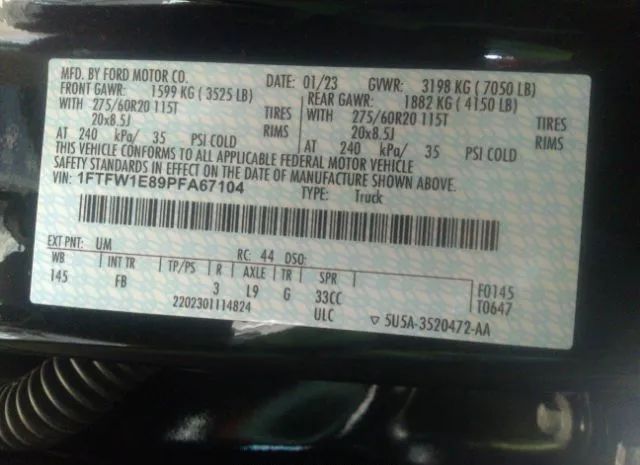 MFD. BY FORD MOTOR CO.
DATE: 01/23 GVWR: 3198 KG ( 7050 LB)
FRONT GAWR: 1599 KG ( 3525 LB) REAR GAWR: 1882 KG ( 4150 LB)
WITH 275/60R20 115T TIRES WITH 275/60R20 115T TIRES
20x8.5J RIMS 20x8.5J RIMS
AT 240 kPa/ 35 PSI COLD AT 240 kPa/ 35 PSI COLD
THIS VEHICLE CONFORMS TO ALL APPLICABLE FEDERAL MOTOR VEHICLE
SAFETY STANDARDS IN EFFECT ON THE DATE OF MANUFACTURE SHOWN ABOVE.
VIN: 1FTFW1E89PFA67104 TYPE: Truck
EXT PNT: UM RC: 44 DSO:
WB INT TR TP/PS R AXLE TR SPR F0145
145 FB 3 L9 G 33CC T0647
2202301114824 ULC ▽ 5U5A-3520472-AA